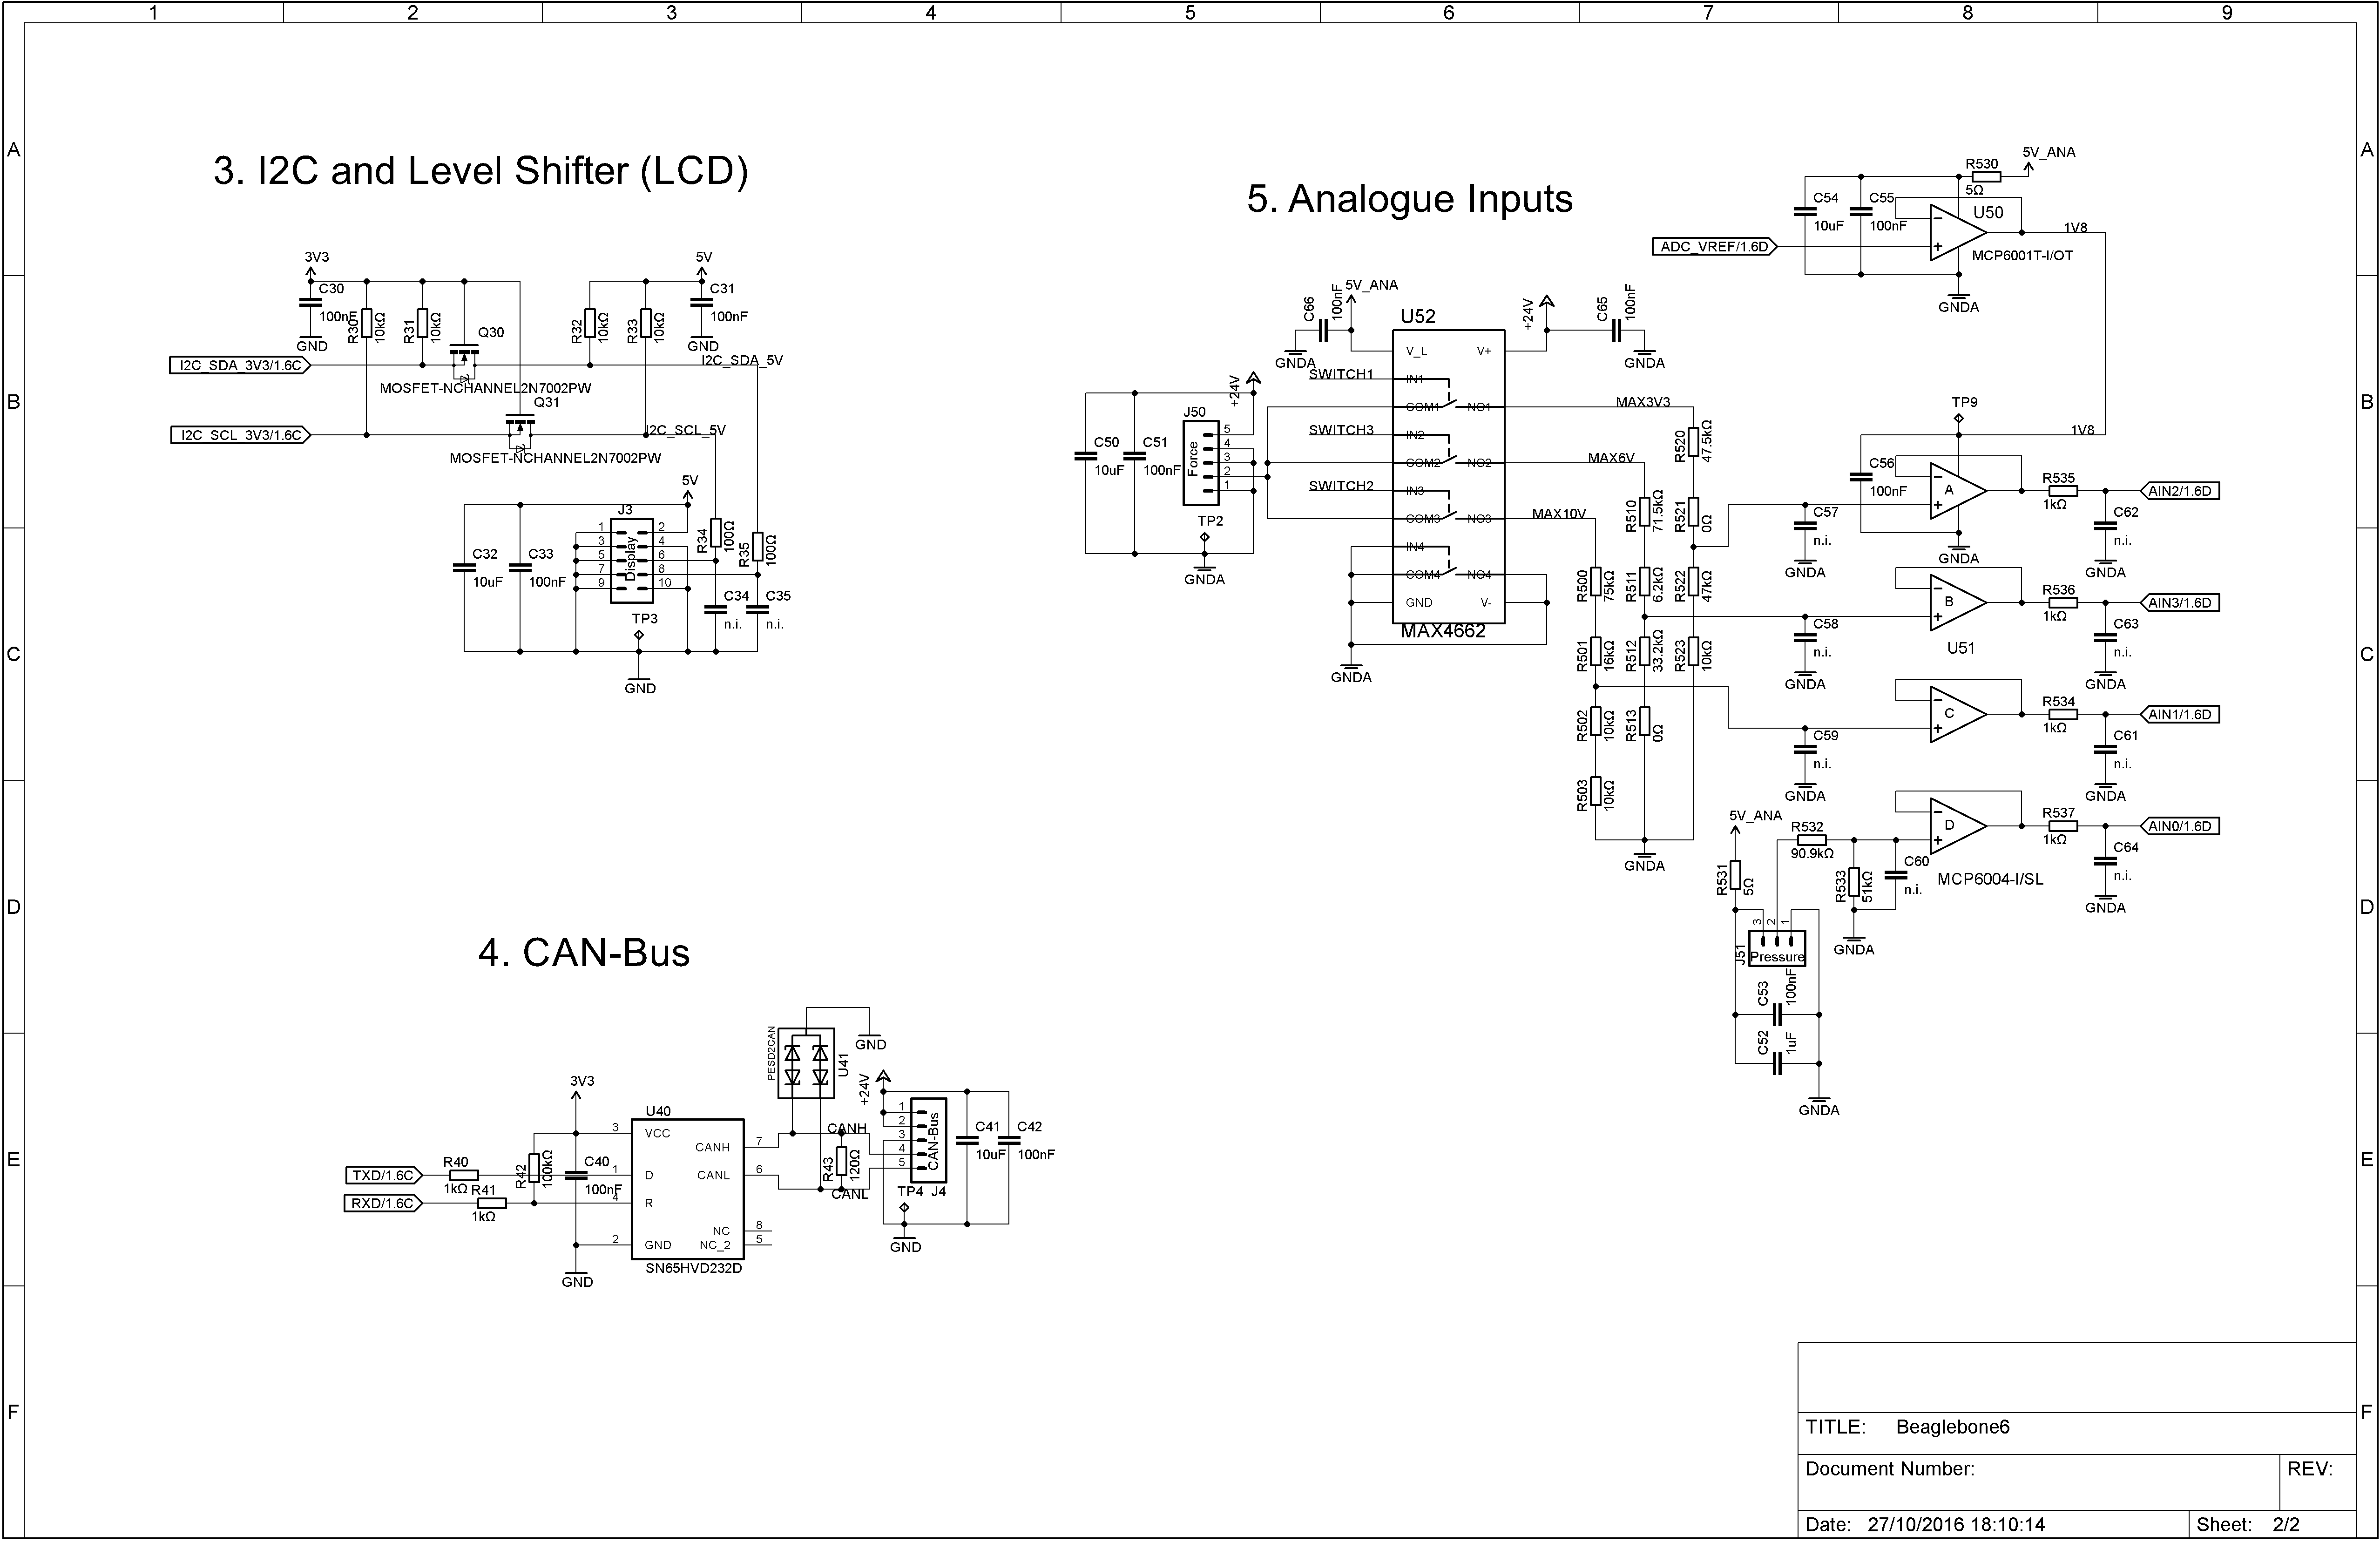 1 2 3 4 5 6 7 8 9
A
B
C
D
E
F
A
B
C
D
E
F
3. I2C and Level Shifter (LCD)
3V3
C30
100nF
GND
R30
10kΩ
R31
10kΩ
Q30
MOSFET-NCHANNEL2N7002PW
Q31
MOSFET-NCHANNEL2N7002PW
R32
10kΩ
R33
10kΩ
5V
C31
100nF
GND
I2C_SDA_3V3/1.6C
I2C_SCL_3V3/1.6C
I2C_SDA_5V
I2C_SCL_5V
5V
J3
Display
1 2
3 4
5 6
7 8
9 10
C32
10uF
C33
100nF
R34
100Ω
R35
100Ω
C34
n.i.
C35
n.i.
TP3
GND
4. CAN-Bus
3V3
U40
3 VCC
1 D
4 R
2 GND
CANH 7
CANL 6
NC 8
NC_2 5
SN65HVD232D
TXD/1.6C
RXD/1.6C
R40
1kΩ
R41
1kΩ
R42
100kΩ
C40
100nF
GND
PESD2CAN
U41
GND
CANH
R43
120Ω
CANL
+24V
1
2
3
4
5
CAN-Bus
J4
TP4
GND
C41
10uF
C42
100nF
5. Analogue Inputs
C50
10uF
C51
100nF
+24V
J50
Force
5
4
3
2
1
TP2
GNDA
C66
100nF
5V_ANA
GNDA
U52
+24V
C65
100nF
GNDA
V_L V+
SWITCH1
IN1
COM1 NO1
SWITCH3
IN2
COM2 NO2
SWITCH2
IN3
COM3 NO3
IN4
COM4 NO4
GND V-
MAX4662
GNDA
MAX3V3
MAX6V
MAX10V
R520
47.5kΩ
R510
71.5kΩ
R521
0Ω
R500
75kΩ
R511
6.2kΩ
R522
47kΩ
R501
16kΩ
R512
33.2kΩ
R523
10kΩ
R502
10kΩ
R513
0Ω
R503
10kΩ
GNDA
ADC_VREF/1.6D
C54
10uF
C55
100nF
R530
5Ω
5V_ANA
U50
- +
MCP6001T-I/OT
GNDA
1V8
TP9
1V8
C56
100nF
- A +
C57
n.i.
GNDA
GNDA
R535
1kΩ
AIN2/1.6D
C62
n.i.
GNDA
- B +
C58
n.i.
GNDA
R536
1kΩ
AIN3/1.6D
C63
n.i.
GNDA
U51
- C +
C59
n.i.
GNDA
R534
1kΩ
AIN1/1.6D
C61
n.i.
GNDA
5V_ANA
R531
5Ω
R532
90.9kΩ
R533
51kΩ
C60
n.i.
GNDA
- D +
MCP6004-I/SL
R537
1kΩ
AIN0/1.6D
C64
n.i.
GNDA
3 2 1
J51
Pressure
C53
100nF
C52
1uF
GNDA
TITLE: Beaglebone6
Document Number:
REV:
Date: 27/10/2016 18:10:14
Sheet: 2/2
1 2 3 4 5 6 7 8 9